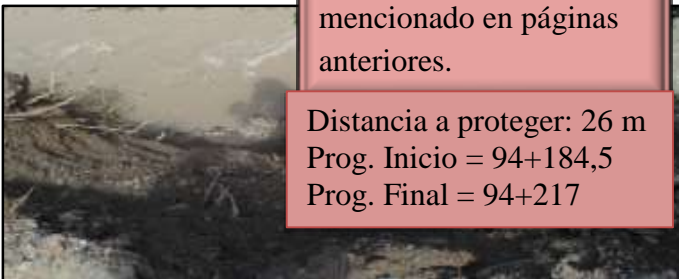 mencionado en páginas
anteriores.
Distancia a proteger: 26 m
Prog. Inicio = 94+184,5
Prog. Final = 94+217